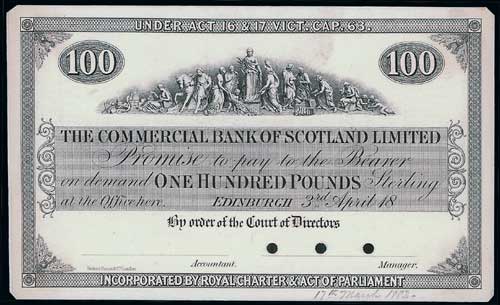 UNDER ACT 16 & 17 VICT. CAP. 63.
100 100
THE COMMERCIAL BANK OF SCOTLAND LIMITED
Promise to pay to the Bearer
on demand ONE HUNDRED POUNDS Sterling
at the Office here. EDINBURGH 3rd April 18
By order of the Court of Directors
Accountant. Manager.
INCORPORATED BY ROYAL CHARTER & ACT OF PARLIAMENT
17th March